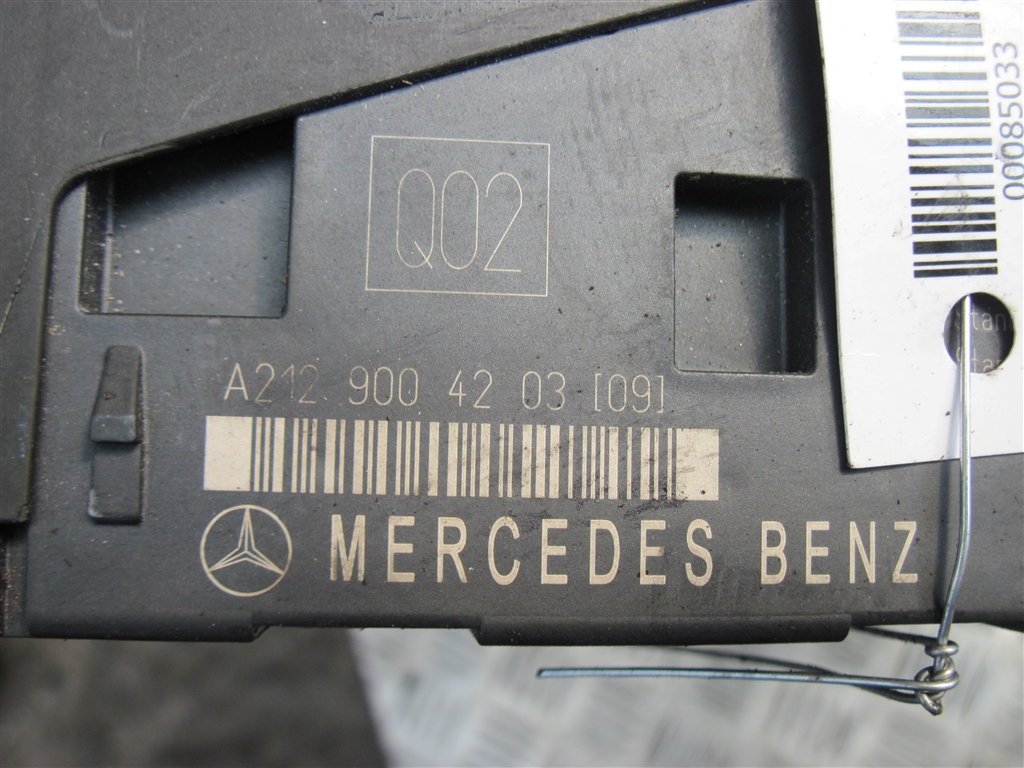 Q02
A212 900 42 03 [09]
MERCEDES BENZ
00085033